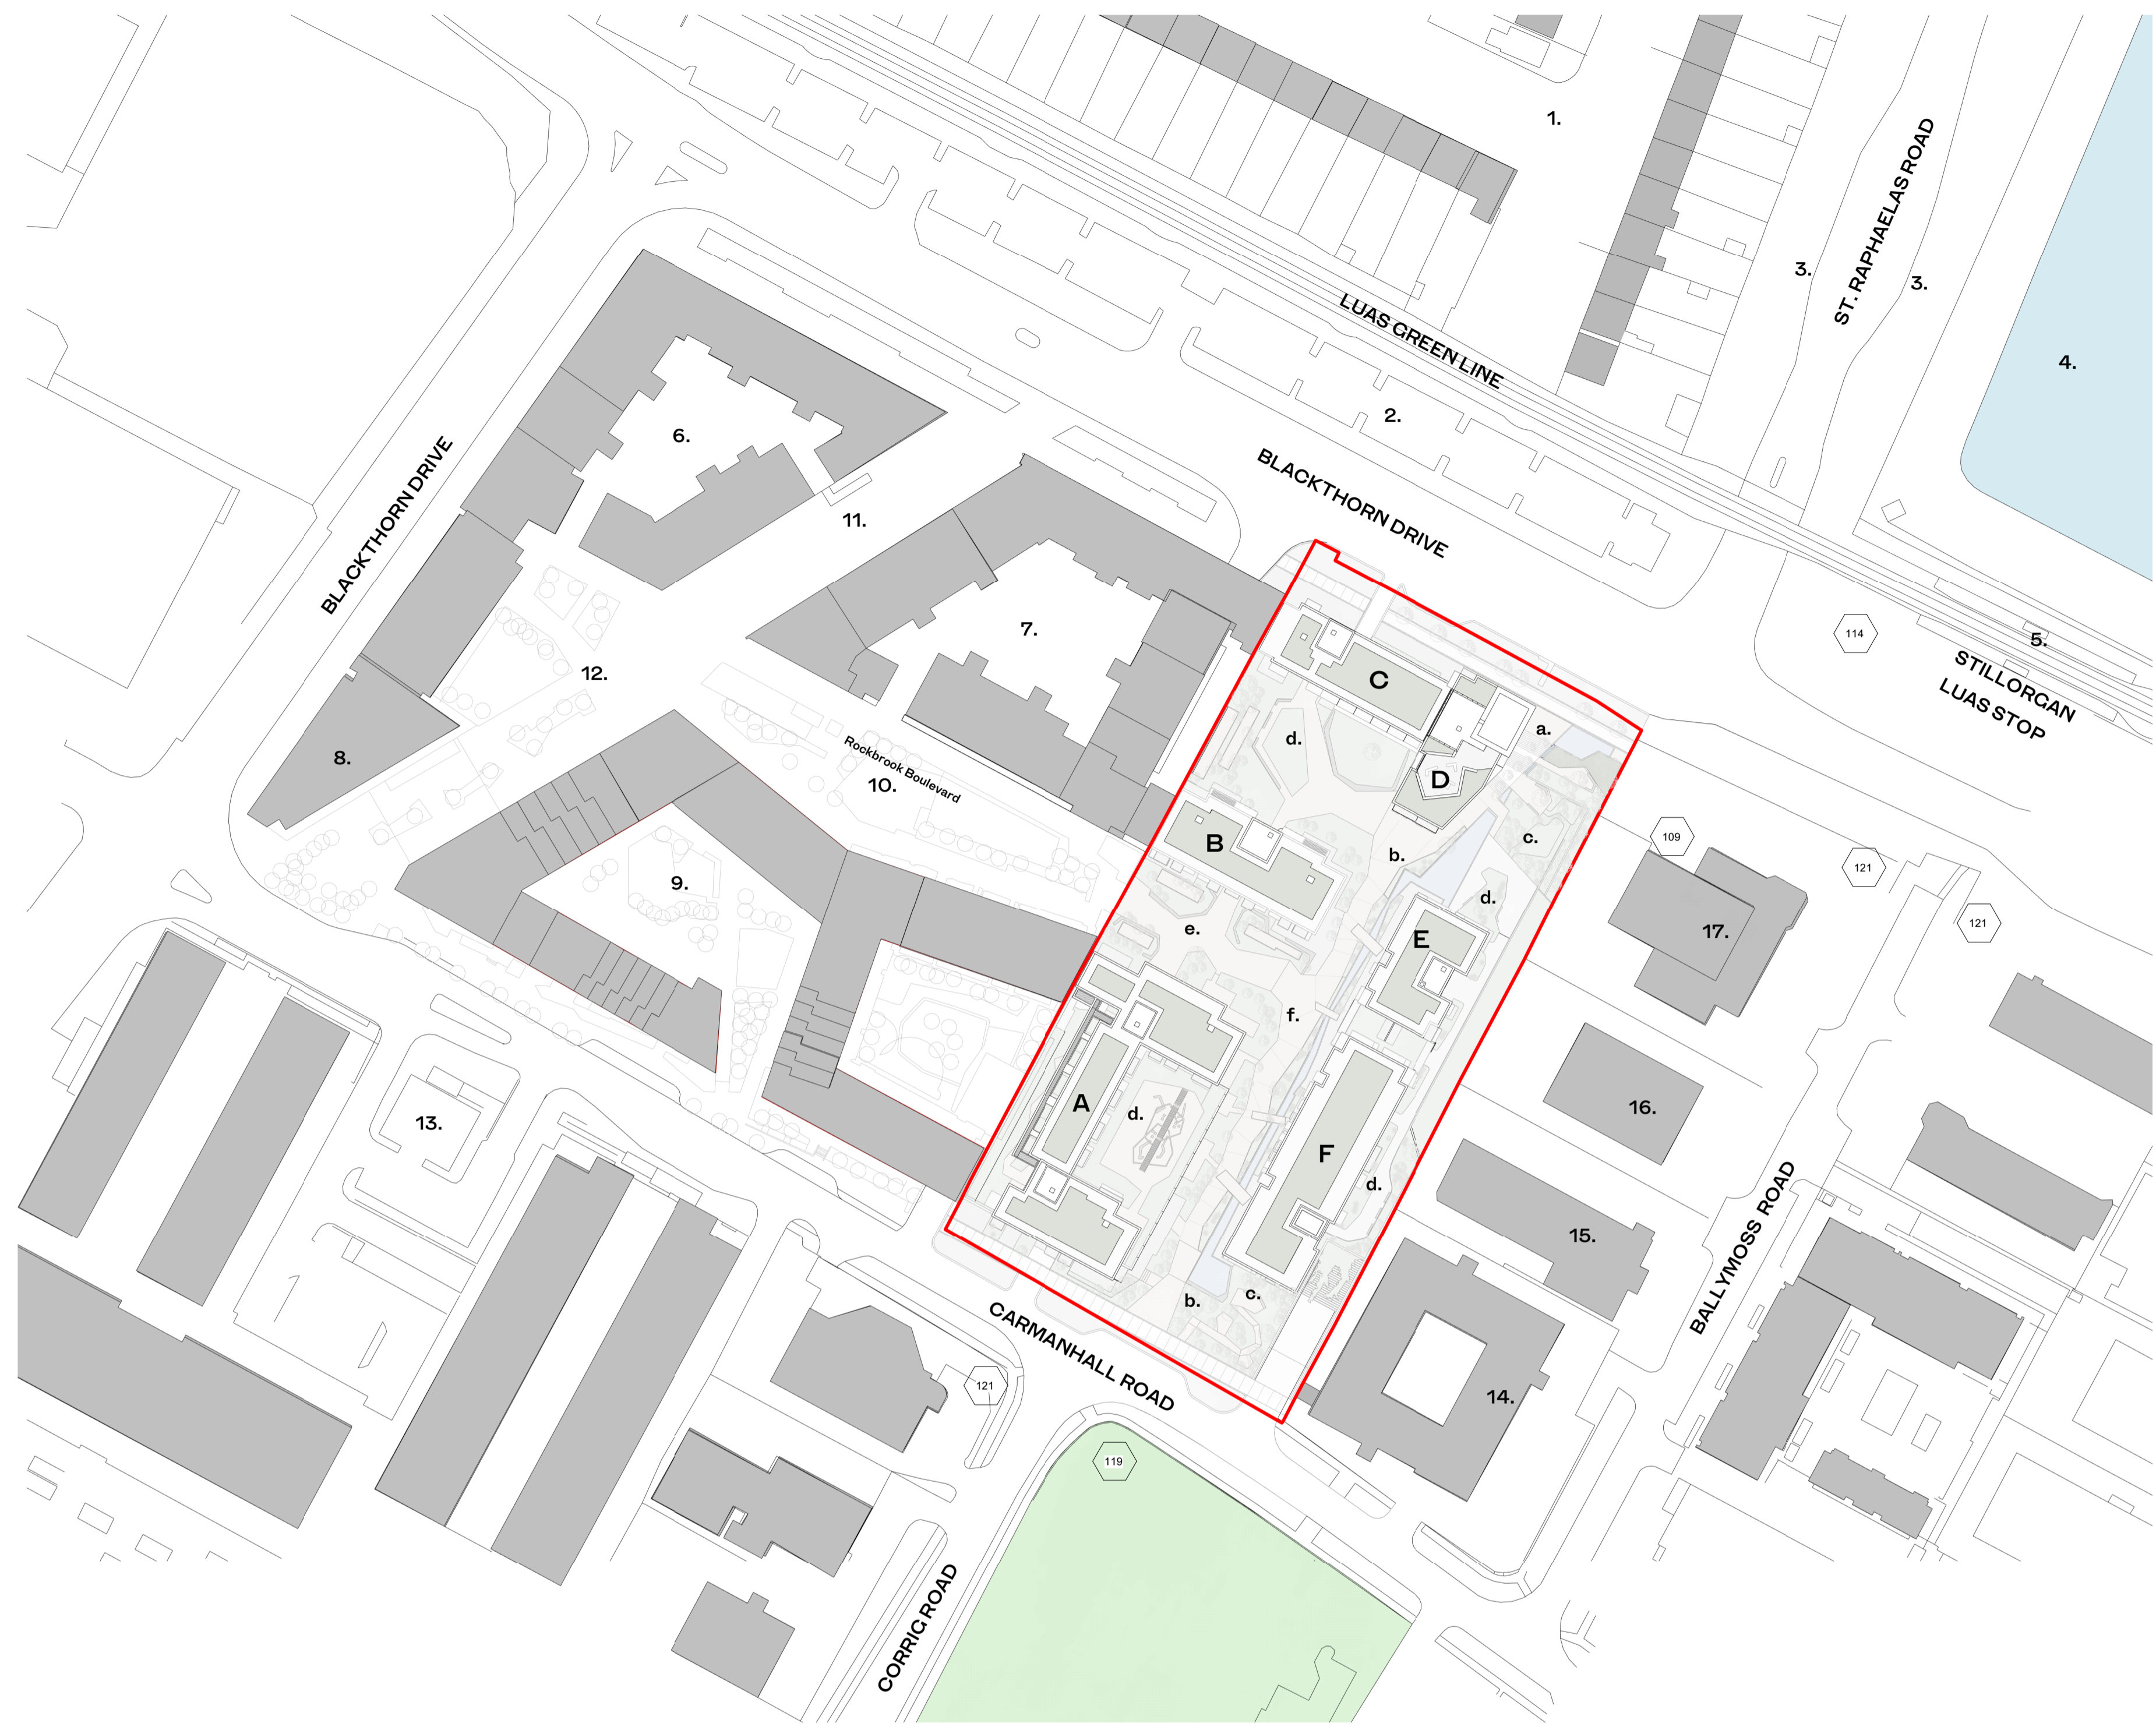 1.
ST. RAPHAELAS ROAD
3.
3.
LUAS GREEN LINE
4.
2.
6.
BLACKTHORN DRIVE
BLACKTHORN DRIVE
11.
7.
114
5.
STILLORGAN
LUAS STOP
12.
C
a.
d.
8.
Rockbrook Boulevard
10.
D
B
b.
c.
109
121
9.
d.
e.
E
17.
121
f.
A
d.
13.
16.
F
d.
15.
BALLYMOSS ROAD
b.
c.
CARMANHALL ROAD
121
14.
119
CORRIG ROAD